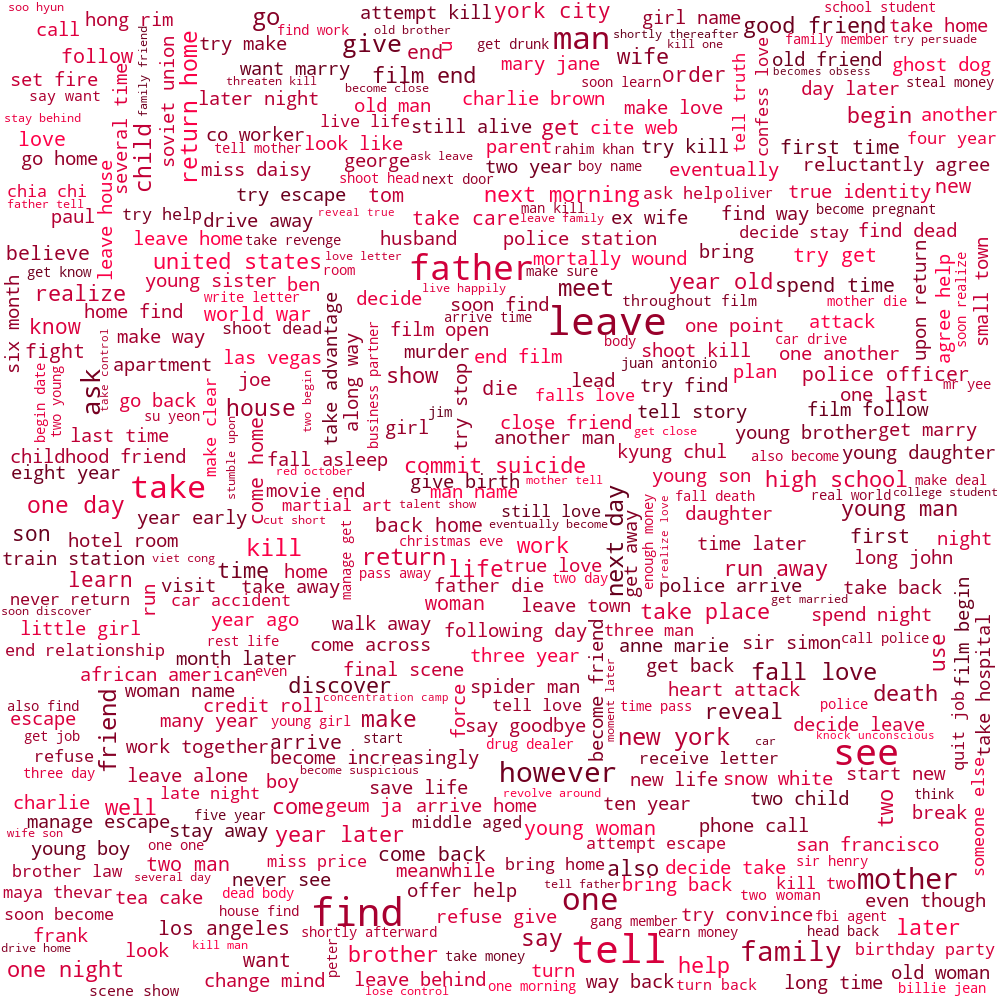 soo hyun
call
hong rim
go
find work
attempt kill
old brother
york city
girl name
shortly thereafter
kill one
school student
good friend
take home
family member
try persuade
follow
try make
give
end
u
get drunk
man
wife
old friend
becomes obsess
ghost dog
set fire
want marry
threaten kill
film end
become close
mary jane
soon learn
order
day later
steal money
say want
several time
child
family friend
soviet union
return home
later night
old man
charlie brown
make love
tell truth
confess love
begin
another
stay behind
love
co worker
live life
still alive
get
cite web
parent
rahim khan
try kill
first time
four year
go home
tell mother
look like
george
ask leave
two year
boy name
eventually
reluctantly agree
miss daisy
shoot head
next door
chia chi
father tell
leave house
try escape
tom
next morning
ask help
oliver
true identity
new
paul
try help
drive away
reveal true
take care
man kill
leave family
ex wife
find way
become pregnant
believe
leave home
take revenge
husband
police station
bring
decide stay
find dead
get know
united states
love letter
room
father
mortally wound
make sure
try get
upon return
agree help
soon realize
small town
realize
young sister
ben
live happily
meet
year old
spend time
six month
home find
write letter
world war
decide
soon find
arrive time
throughout film
mother die
know
make way
shoot dead
take advantage
along way
business partner
film open
leave
one point
attack
fight
take control
apartment
las vegas
murder
end film
body
shoot kill
car drive
one another
ask
joe
show
try stop
die
lead
juan antonio
plan
police officer
mr yee
begin date
two young
go back
make clear
two begin
falls love
try find
one last
su yeon
house
jim
girl
close friend
tell story
film follow
last time
stumble upon
come home
another man
get close
young brother
get marry
childhood friend
fall asleep
kyung chul
also become
young daughter
eight year
take
red october
commit suicide
give birth
mother tell
young son
high school
make deal
one day
movie end
man name
next day
get away
enough money
realize love
fall death
real world
college student
year early
martial art
talent show
still love
daughter
young man
son
hotel room
cut short
back home
eventually become
first
night
train station
viet cong
kill
christmas eve
work
time later
long john
learn
time
home
manage get
return
pass away
life
true love
two day
run away
visit
take away
father die
police arrive
take back
never return
run
car accident
woman
leave town
get married
soon discover
year ago
take place
spend night
little girl
rest life
walk away
following day
three man
anne marie
sir simon
call police
use
film begin
take hospital
end relationship
month later
come across
become friend
moment later
get back
fall love
african american
even
final scene
three year
heart attack
death
woman name
discover
concentration camp
force
spider man
friend
credit roll
tell love
time pass
reveal
police
quit job
also find
escape
many year
young girl
make
say goodbye
decide leave
get job
start
new york
knock unconscious
work together
arrive
drug dealer
car
see
refuse
become increasingly
receive letter
someone else
three day
leave alone
boy
become suspicious
however
new life
snow white
start new
late night
save life
revolve around
think
charlie
well
five year
come
geum ja
arrive home
ten year
two child
two
break
manage escape
stay away
year later
middle aged
young woman
phone call
wife son
one one
attempt escape
san francisco
young boy
two man
miss price
come back
bring home
also
decide take
sir henry
brother law
several day
never see
meanwhile
tell father
bring back
kill two
mother
maya thevar
tea cake
dead body
offer help
two woman
even though
soon become
house find
find
refuse give
one
gang member
try convince
fbi agent
frank
los angeles
shortly afterward
say
earn money
head back
later
drive home
look
kill man
peter
brother
take money
tell
family
birthday party
one night
want
turn
help
old woman
change mind
leave behind
one morning
way back
turn back
long time
scene show
lose control
billie jean